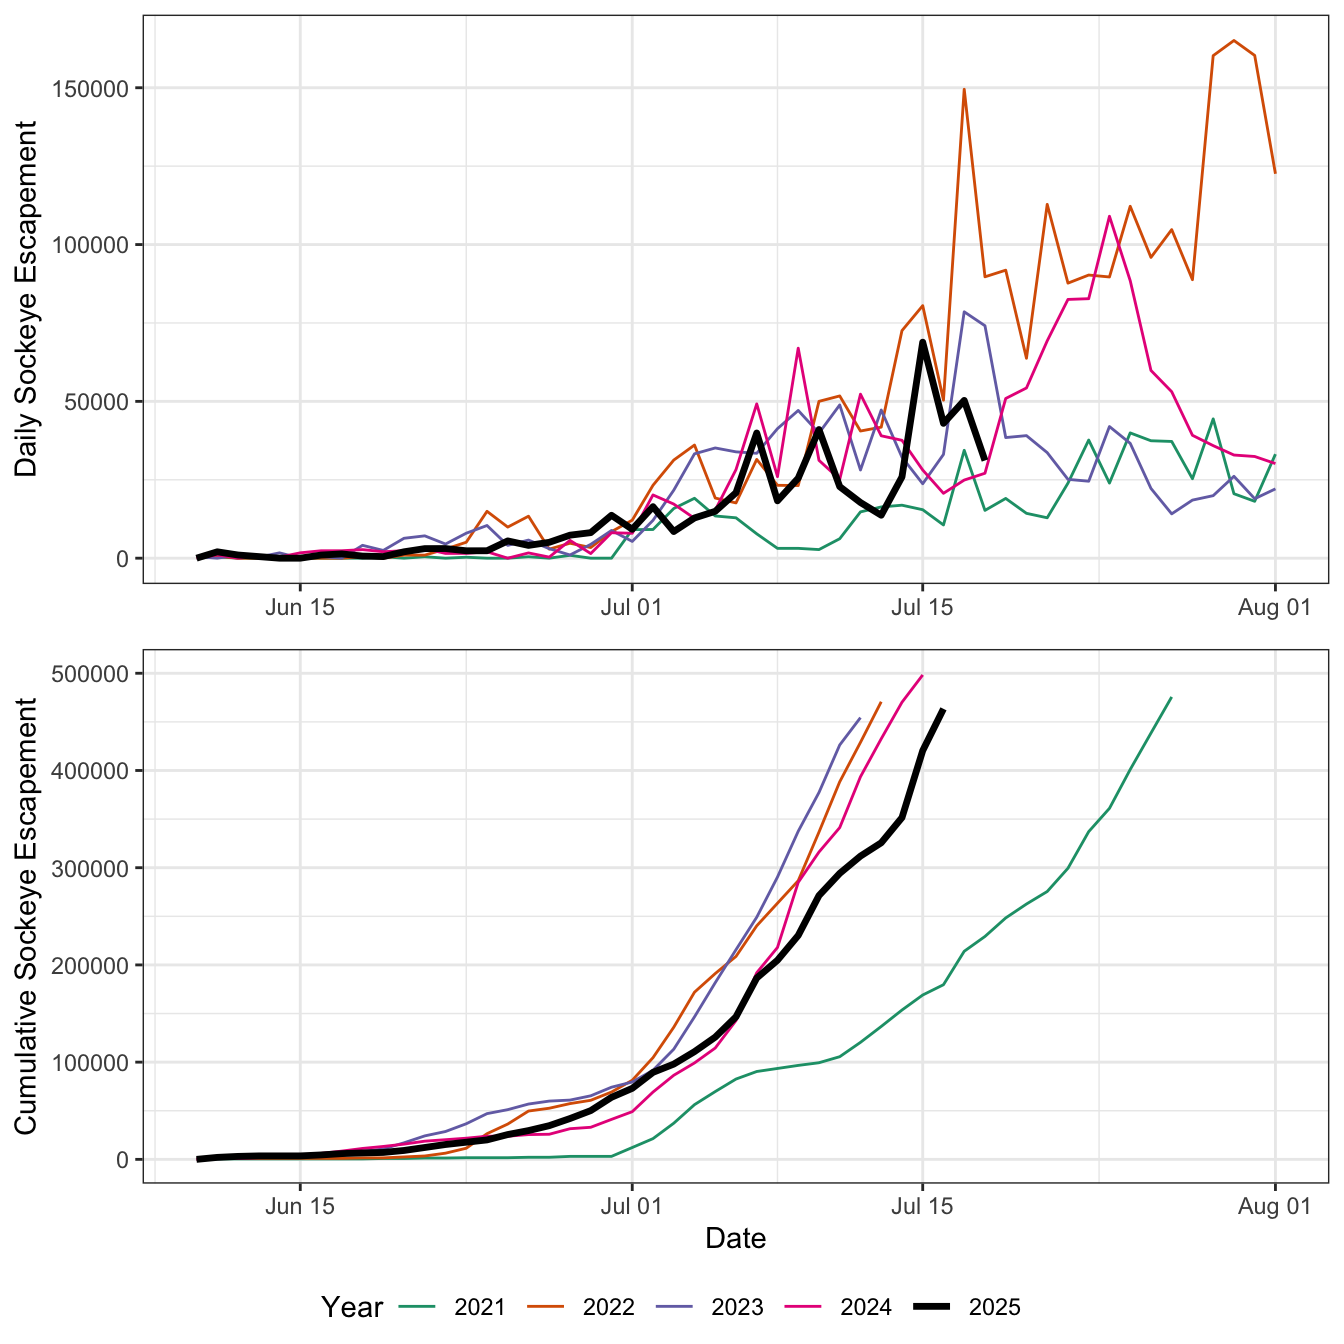 Daily Sockeye Escapement
150000
100000
50000
0
Jun 15 Jul 01 Jul 15 Aug 01
Cumulative Sockeye Escapement
500000
400000
300000
200000
100000
0
Jun 15 Jul 01 Jul 15 Aug 01
Date
Year 2021 2022 2023 2024 2025